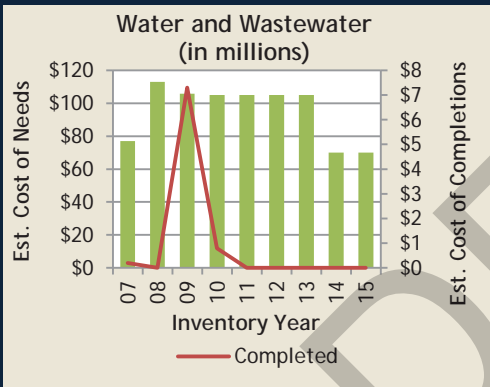 Water and Wastewater
(in millions)
Est. Cost of Needs
$120
$100
$80
$60
$40
$20
$0
$8
$7
$6
$5
$4
$3
$2
$1
$0
Est. Cost of Completions
07 08 09 10 11 12 13 14 15
Inventory Year
Completed